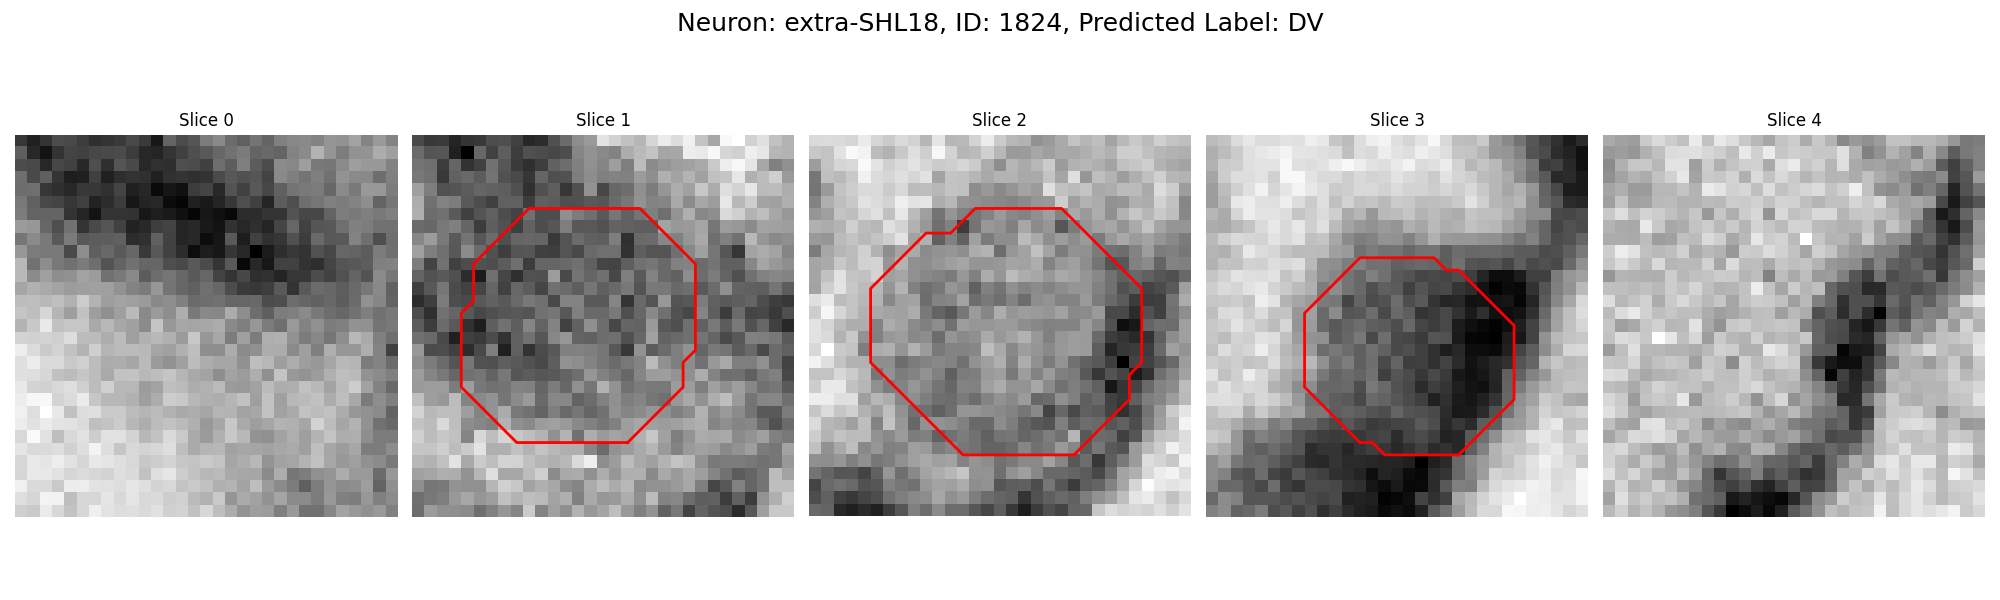 Neuron: extra-SHL18, ID: 1824, Predicted Label: DV
Slice 0
Slice 1
Slice 2
Slice 3
Slice 4